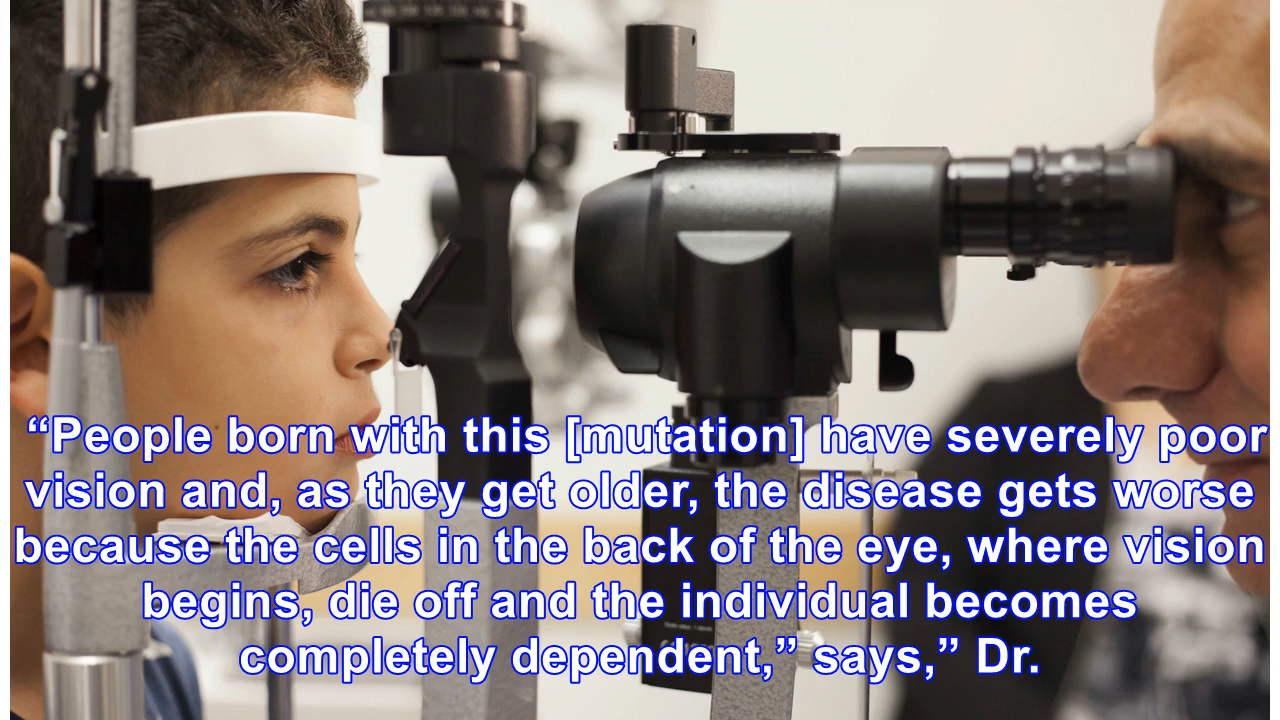 “People born with this [mutation] have severely poor
vision and, as they get older, the disease gets worse
because the cells in the back of the eye, where vision
begins, die off and the individual becomes
completely dependent,” says,” Dr.